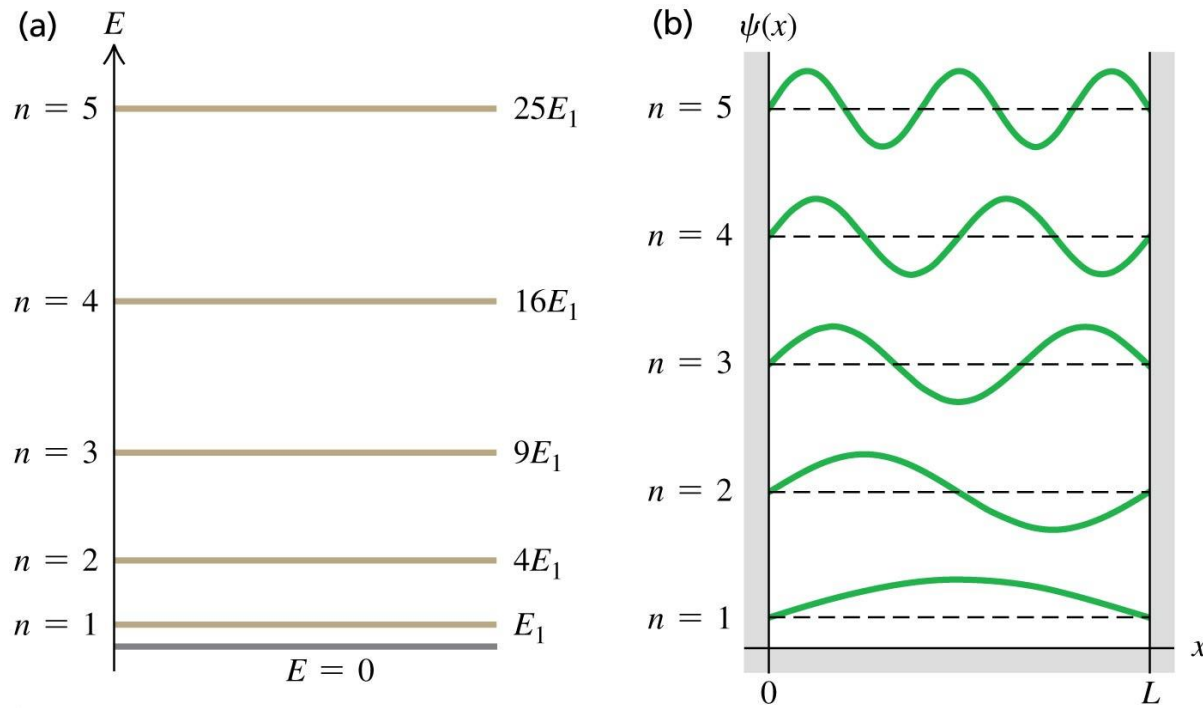 (a)
E
n = 5
25E₁
n = 4
16E₁
n = 3
9E₁
n = 2
4E₁
n = 1
E₁
E = 0
(b)
ψ(x)
n = 5
n = 4
n = 3
n = 2
n = 1
x
0
L